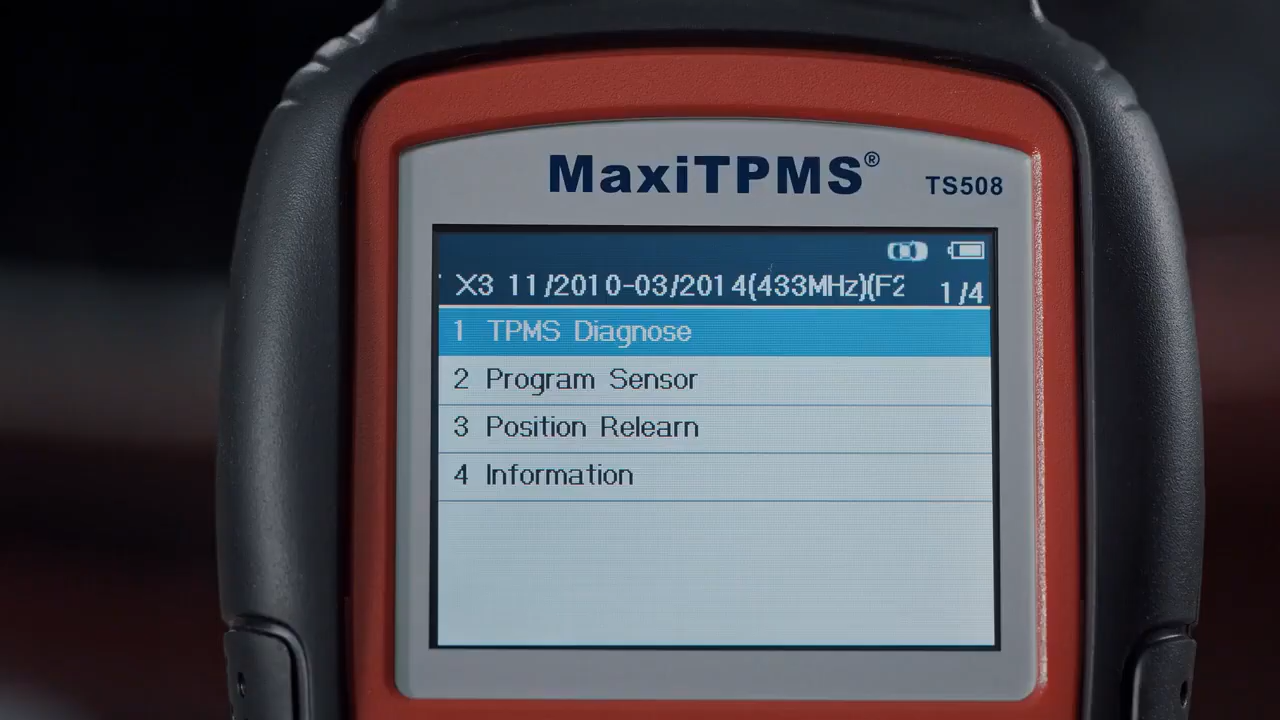 MaxiTPMS®
TS508
X3 11/2010-03/2014(433MHz)(F2 1/4
1 TPMS Diagnose
2 Program Sensor
3 Position Relearn
4 Information